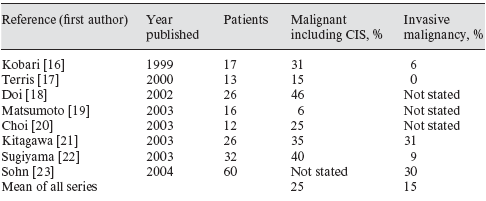 Reference (first author) Year published Patients Malignant including CIS, % Invasive malignancy, %
Kobari [16] 1999 17 31 6
Terris [17] 2000 13 15 0
Doi [18] 2002 26 46 Not stated
Matsumoto [19] 2003 16 6 Not stated
Choi [20] 2003 12 25 Not stated
Kitagawa [21] 2003 26 35 31
Sugiyama [22] 2003 32 40 9
Sohn [23] 2004 60 Not stated 30
Mean of all series 25 15